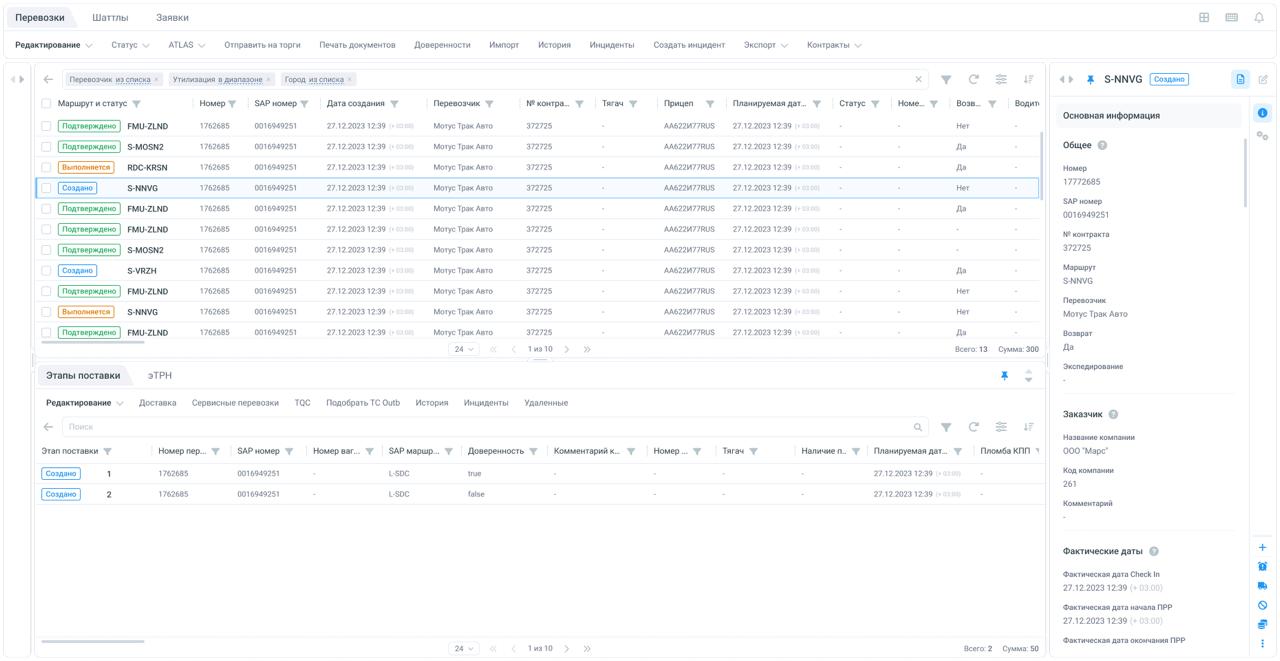 Перевозки Шаттлы Заявки
Редактирование Статус ATLAS Отправить на торги Печать документов Доверенности Импорт История Инциденты Создать инцидент Экспорт Контракты
Перевозчик из списка × Утилизация в диапазоне × Город из списка ×
Маршрут и статус Номер SAP номер Дата создания Перевозчик № контра... Тягач Прицеп Планируемая дат... Статус Номе... Возв... Водите
Подтверждено FMU-ZLND 1762685 0016949251 27.12.2023 12:39 (+ 03:00) Мотус Трак Авто 372725 - АА622И77RUS 27.12.2023 12:39 (+ 03:00) - - Нет -
Подтверждено S-MOSN2 1762685 0016949251 27.12.2023 12:39 (+ 03:00) Мотус Трак Авто 372725 - АА622И77RUS 27.12.2023 12:39 (+ 03:00) - - Да -
Выполняется RDC-KRSN 1762685 0016949251 27.12.2023 12:39 (+ 03:00) Мотус Трак Авто 372725 - АА622И77RUS 27.12.2023 12:39 (+ 03:00) - - Да -
Создано S-NNVG 1762685 0016949251 27.12.2023 12:39 (+ 03:00) Мотус Трак Авто 372725 - АА622И77RUS 27.12.2023 12:39 (+ 03:00) - - Нет -
Подтверждено FMU-ZLND 1762685 0016949251 27.12.2023 12:39 (+ 03:00) Мотус Трак Авто 372725 - АА622И77RUS 27.12.2023 12:39 (+ 03:00) - - Да -
Подтверждено FMU-ZLND 1762685 0016949251 27.12.2023 12:39 (+ 03:00) Мотус Трак Авто 372725 - АА622И77RUS 27.12.2023 12:39 (+ 03:00) - - - -
Подтверждено S-MOSN2 1762685 0016949251 27.12.2023 12:39 (+ 03:00) Мотус Трак Авто 372725 - АА622И77RUS 27.12.2023 12:39 (+ 03:00) - - - -
Создано S-VRZH 1762685 0016949251 27.12.2023 12:39 (+ 03:00) Мотус Трак Авто 372725 - АА622И77RUS 27.12.2023 12:39 (+ 03:00) - - Да -
Подтверждено FMU-ZLND 1762685 0016949251 27.12.2023 12:39 (+ 03:00) Мотус Трак Авто 372725 - АА622И77RUS 27.12.2023 12:39 (+ 03:00) - - Нет -
Выполняется S-NNVG 1762685 0016949251 27.12.2023 12:39 (+ 03:00) Мотус Трак Авто 372725 - АА622И77RUS 27.12.2023 12:39 (+ 03:00) - - Нет -
Подтверждено FMU-ZLND 1762685 0016949251 27.12.2023 12:39 (+ 03:00) Мотус Трак Авто 372725 - АА622И77RUS 27.12.2023 12:39 (+ 03:00) - - Да -
24 1 из 10 Всего: 13 Сумма: 300
Этапы поставки эТРН
Редактирование Доставка Сервисные перевозки TQC Подобрать ТС Outb История Инциденты Удаленные
Поиск
Этап поставки Номер пер... SAP номер Номер ваг... SAP маршр... Доверенность Комментарий к... Номер ... Тягач Наличие п.. Планируемая дат... Пломба КПП
Создано 1 1762685 0016949251 - L-SDC true - - - - 27.12.2023 12:39 (+ 03:00) -
Создано 2 1762685 0016949251 - L-SDC false - - - - 27.12.2023 12:39 (+ 03:00) -
24 1 из 10 Всего: 2 Сумма: 50
S-NNVG Создано
Основная информация
Общее ?
Номер
17772685
SAP номер
0016949251
№ контракта
372725
Маршрут
S-NNVG
Перевозчик
Мотус Трак Авто
Возврат
Да
Экспедирование
-
Заказчик ?
Название компании
ООО "Марс"
Код компании
261
Комментарий
-
Фактические даты ?
Фактическая дата Check In
27.12.2023 12:39 (+ 03.00)
Фактическая дата начала ПРР
27.12.2023 12:39 (+ 03.00)
Фактическая дата окончания ПРР